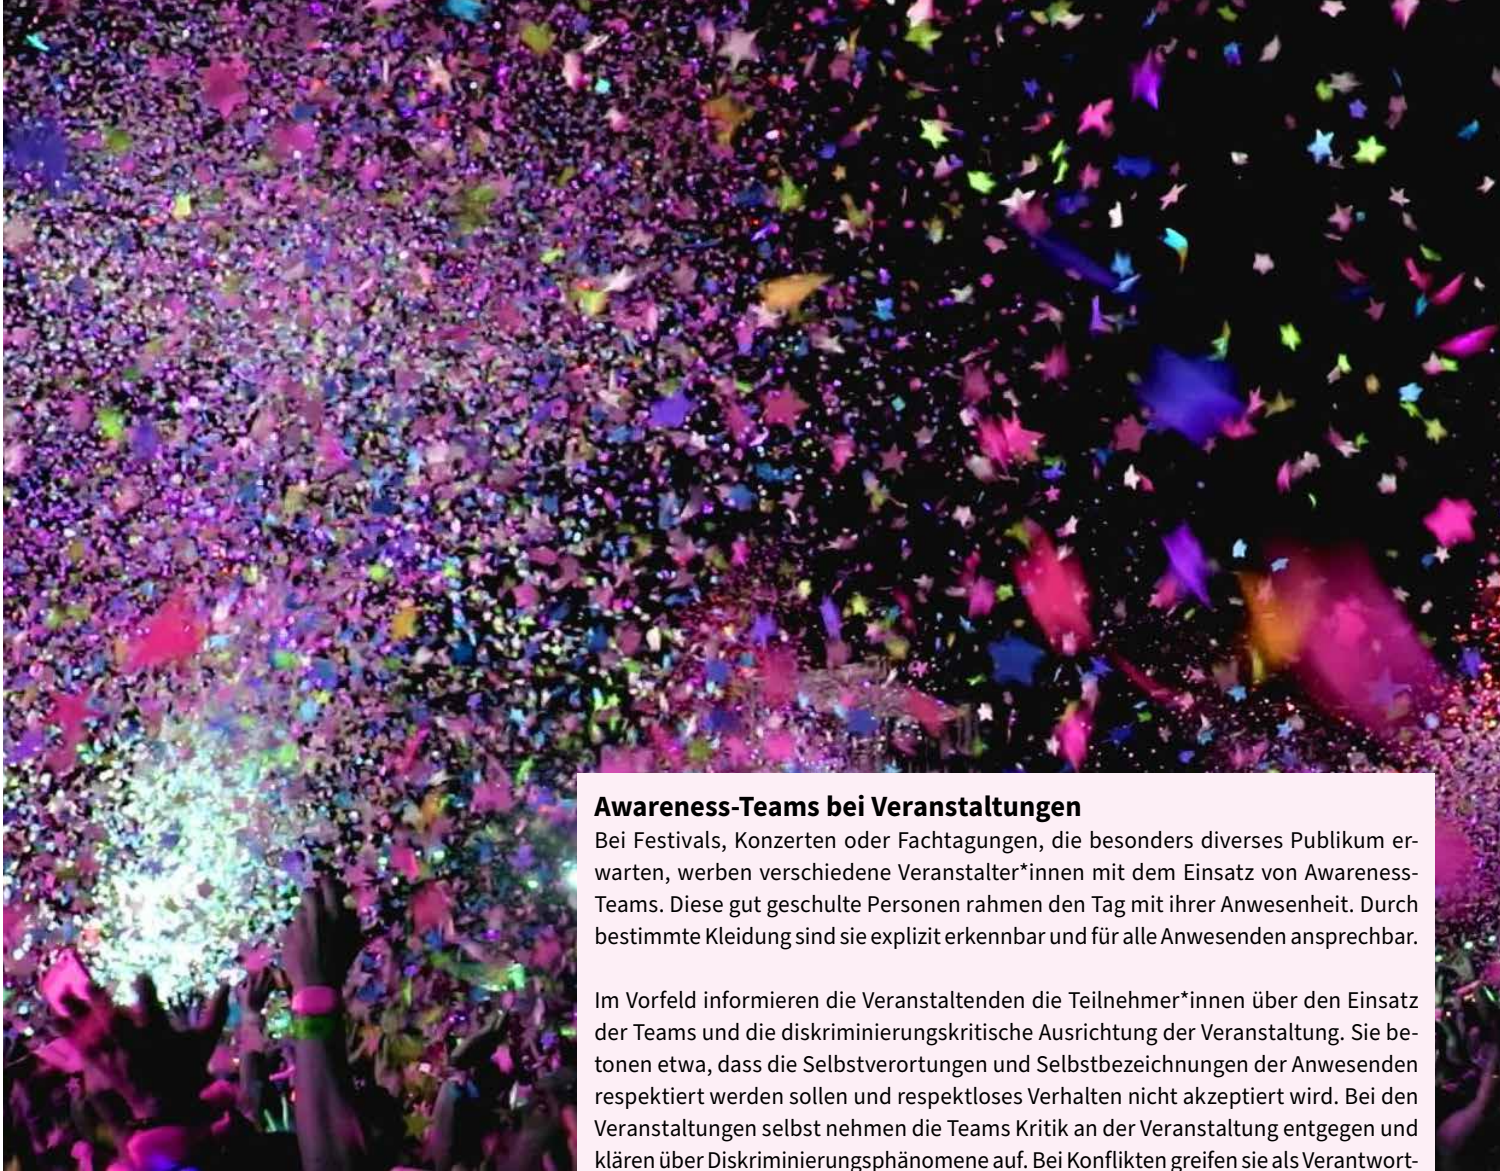 Awareness-Teams bei Veranstaltungen
Bei Festivals, Konzerten oder Fachtagungen, die besonders diverses Publikum er-
warten, werben verschiedene Veranstalter*innen mit dem Einsatz von Awareness-
Teams. Diese gut geschulte Personen rahmen den Tag mit ihrer Anwesenheit. Durch
bestimmte Kleidung sind sie explizit erkennbar und für alle Anwesenden ansprechbar.
Im Vorfeld informieren die Veranstaltenden die Teilnehmer*innen über den Einsatz
der Teams und die diskriminierungskritische Ausrichtung der Veranstaltung. Sie be-
tonen etwa, dass die Selbstverortungen und Selbstbezeichnungen der Anwesenden
respektiert werden sollen und respektloses Verhalten nicht akzeptiert wird. Bei den
Veranstaltungen selbst nehmen die Teams Kritik an der Veranstaltung entgegen und
klären über Diskriminierungsphänomene auf. Bei Konflikten greifen sie als Verantwort-